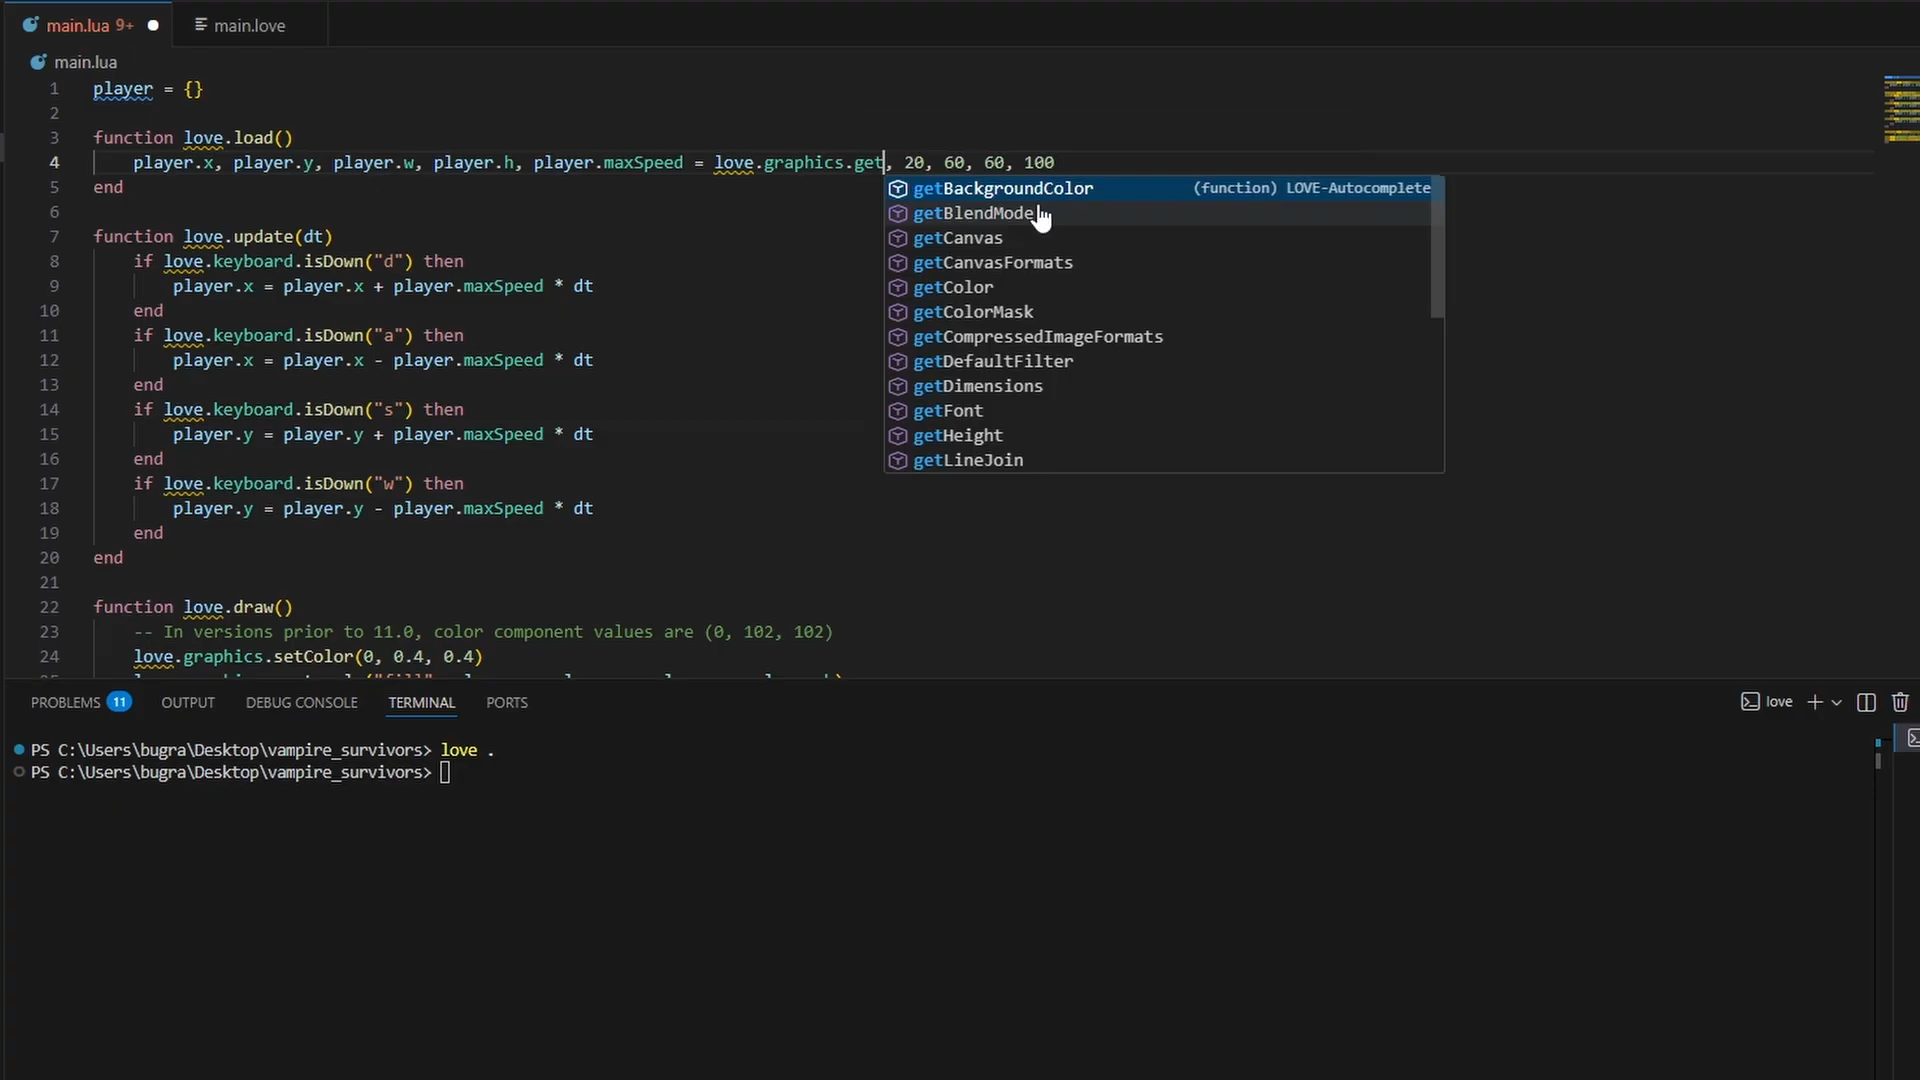 main.lua 9+ main.love
main.lua
1 player = {}
2
3 function love.load()
4 player.x, player.y, player.w, player.h, player.maxSpeed = love.graphics.get, 20, 60, 60, 100
5 end
getBackgroundColor (function) LOVE-Autocomplete
getBlendMode
getCanvas
getCanvasFormats
getColor
getColorMask
getCompressedImageFormats
getDefaultFilter
getDimensions
getFont
getHeight
getLineJoin
6
7 function love.update(dt)
8 if love.keyboard.isDown("d") then
9 player.x = player.x + player.maxSpeed * dt
10 end
11 if love.keyboard.isDown("a") then
12 player.x = player.x - player.maxSpeed * dt
13 end
14 if love.keyboard.isDown("s") then
15 player.y = player.y + player.maxSpeed * dt
16 end
17 if love.keyboard.isDown("w") then
18 player.y = player.y - player.maxSpeed * dt
19 end
20 end
21
22 function love.draw()
23 -- In versions prior to 11.0, color component values are (0, 102, 102)
24 love.graphics.setColor(0, 0.4, 0.4)
PROBLEMS 11 OUTPUT DEBUG CONSOLE TERMINAL PORTS love
PS C:\Users\bugra\Desktop\vampire_survivors> love .
PS C:\Users\bugra\Desktop\vampire_survivors>